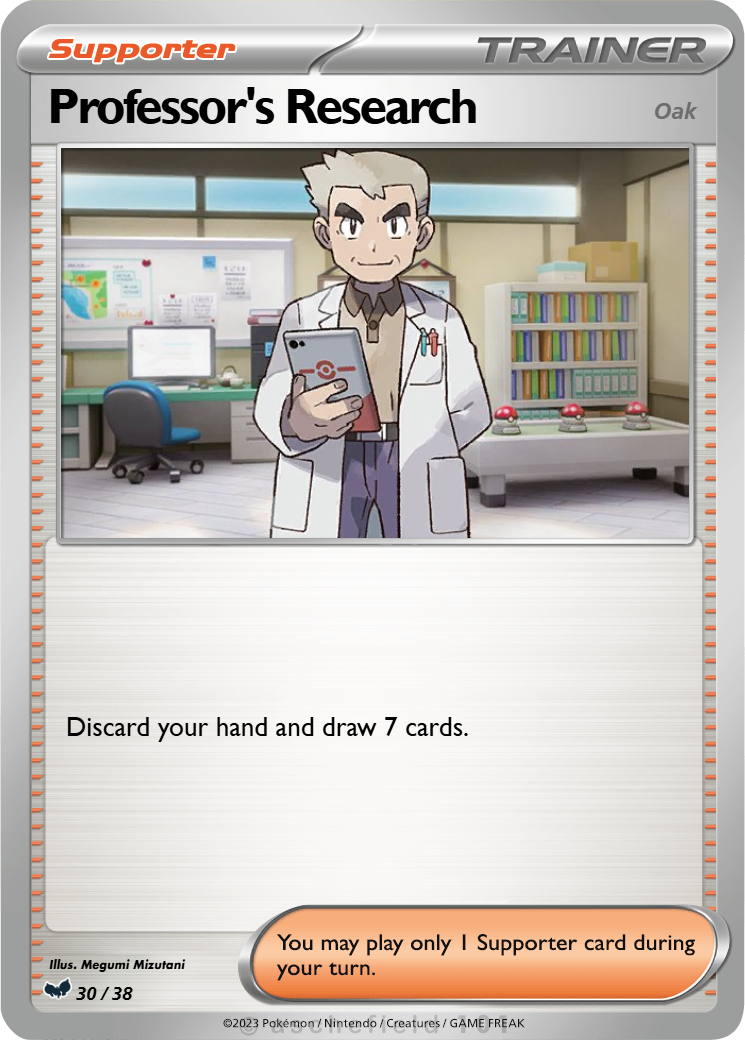 Supporter
TRAINER
Professor's Research
Oak
Discard your hand and draw 7 cards.
You may play only 1 Supporter card during
your turn.
Illus. Megumi Mizutani
30 / 38
©2023 Pokémon / Nintendo / Creatures / GAME FREAK